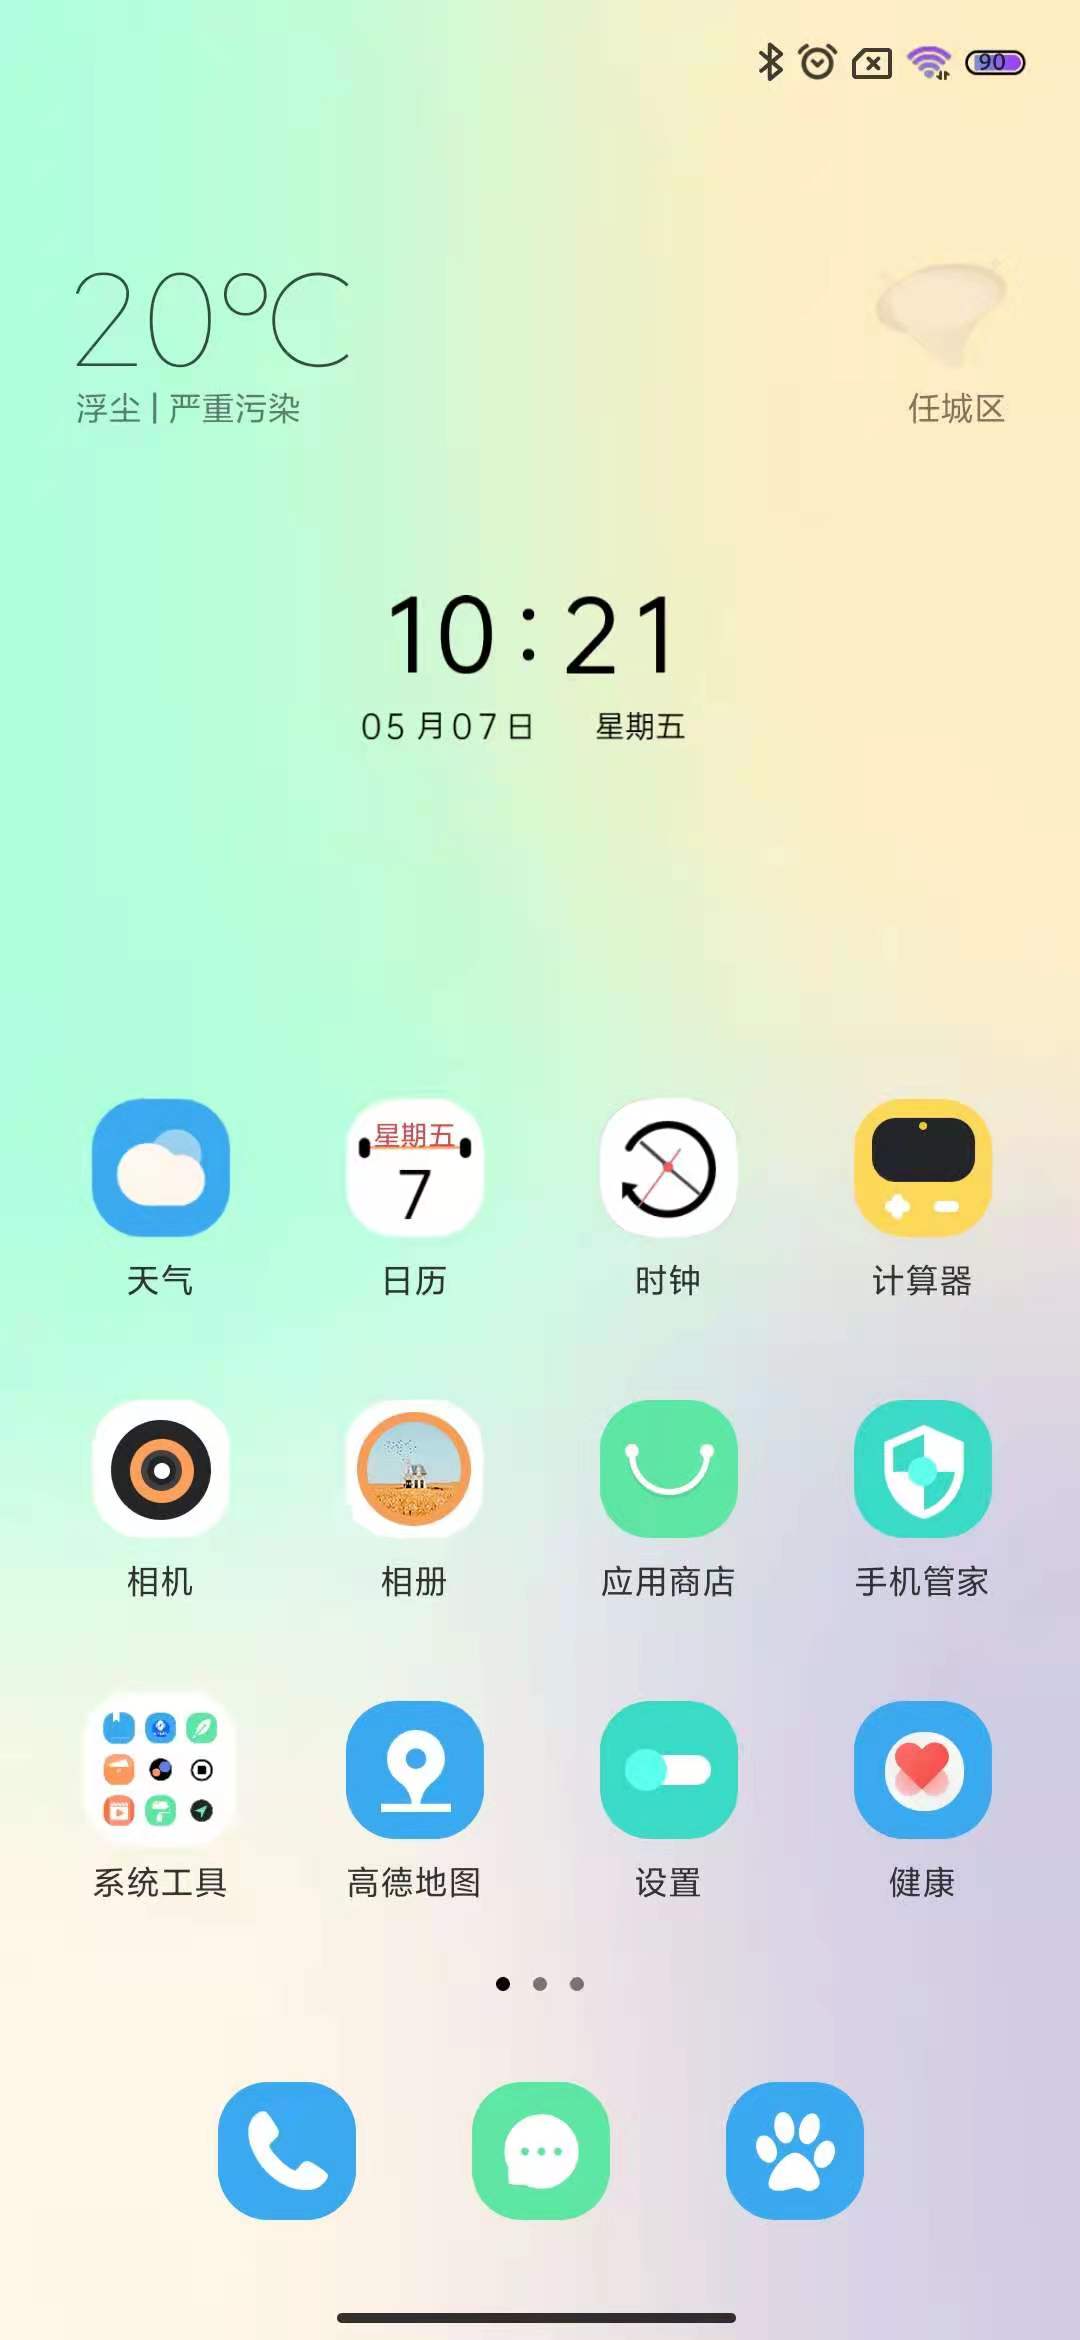 90
20°C
浮尘 | 严重污染
任城区
10:21
05月07日 星期五
星期五
7
天气 日历 时钟 计算器
相机 相册 应用商店 手机管家
系统工具 高德地图 设置 健康